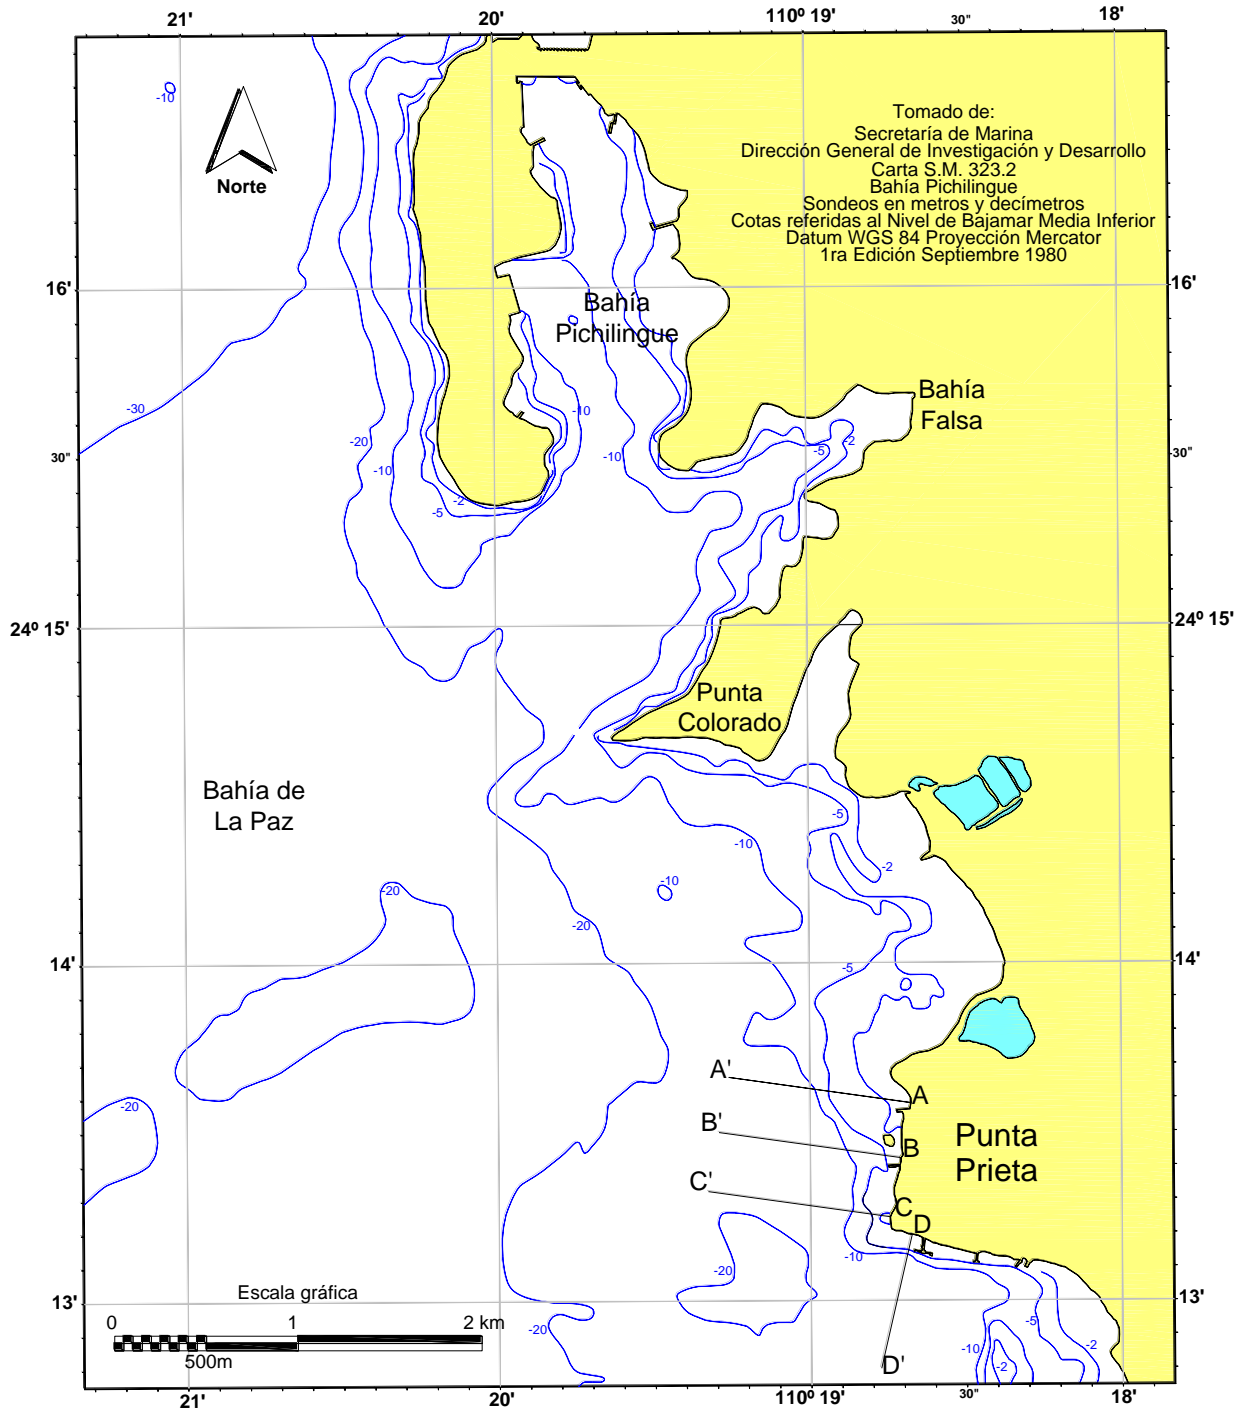 21'
20'
110º 19'
30"
18'
-10
Norte
Tomado de:
Secretaría de Marina
Dirección General de Investigación y Desarrollo
Carta S.M. 323.2
Bahía Pichilingue
Sondeos en metros y decímetros
Cotas referidas al Nivel de Bajamar Media Inferior
Datum WGS 84 Proyección Mercator
1ra Edición Septiembre 1980
16'
16'
Bahía
Pichilingue
Bahía
Falsa
-30
-10
-20
-10
-10
-5
-2
30"
30"
-2
-5
24º 15'
24º 15'
Punta
Colorado
Bahía de
La Paz
-5
-10
-2
-10
-20
-20
14'
-5
14'
A'
A
-20
B'
B
Punta
Prieta
C'
C
D
-10
-20
Escala gráfica
0
1
2 km
500m
13'
13'
-20
-5
-10
-2
-2
D'
21'
20'
110º 19'
30"
18'